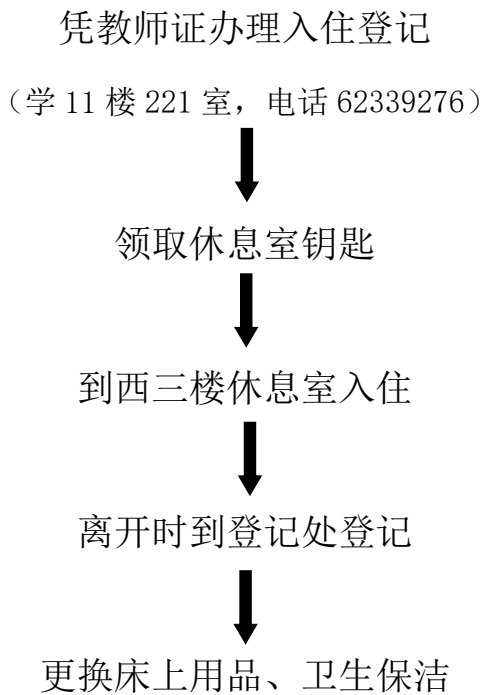 凭教师证办理入住登记
（学 11 楼 221 室，电话 62339276）
领取休息室钥匙
到西三楼休息室入住
离开时到登记处登记
更换床上用品、卫生保洁